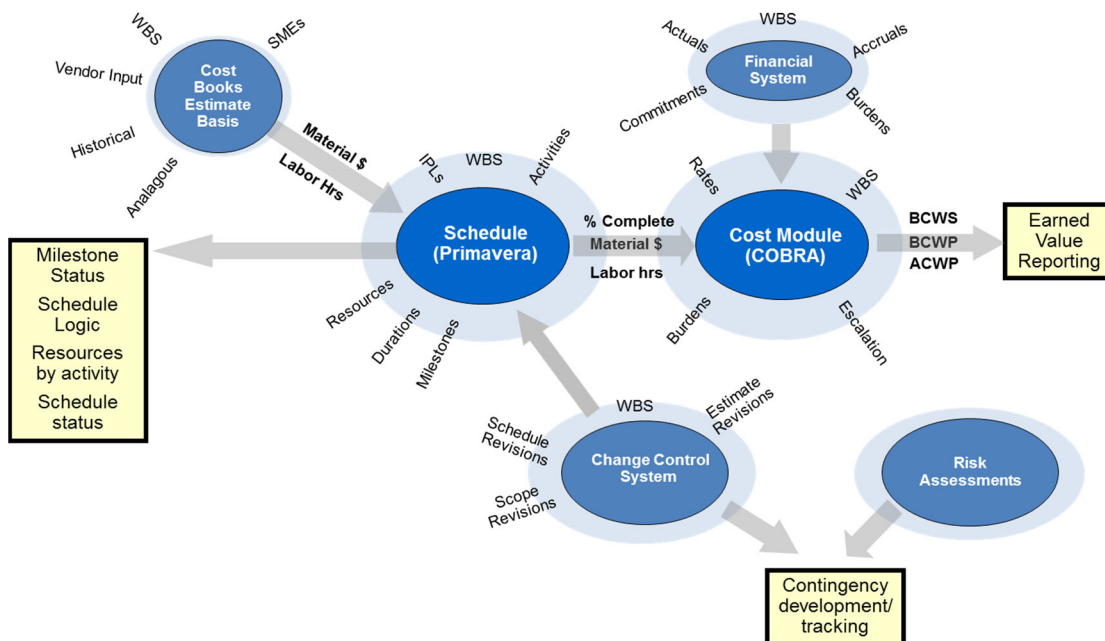 WBS
SMEs
Vendor Input
Historical
Analagous
Cost
Books
Estimate
Basis
Material $
Labor Hrs
WBS
Actuals
Accruals
Commitments
Burdens
Financial
System
IPLs
WBS
Activities
Resources
Durations
Milestones
Schedule
(Primavera)
% Complete
Material $
Labor hrs
Rates
WBS
Burdens
Escalation
Cost Module
(COBRA)
BCWS
BCWP
ACWP
Earned
Value
Reporting
Milestone
Status
Schedule
Logic
Resources
by activity
Schedule
status
WBS
Estimate
Revisions
Schedule
Revisions
Scope
Revisions
Change Control
System
Risk
Assessments
Contingency
development/
tracking